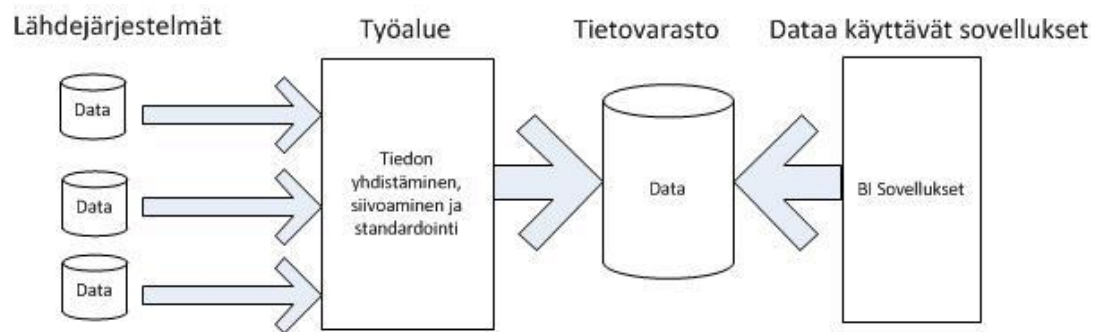 Lähdejärjestelmät
Työalue
Tietovarasto
Dataa käyttävät sovellukset
Data
Data
Data
Tiedon
yhdistäminen,
siivoaminen ja
standardointi
Data
BI Sovellukset